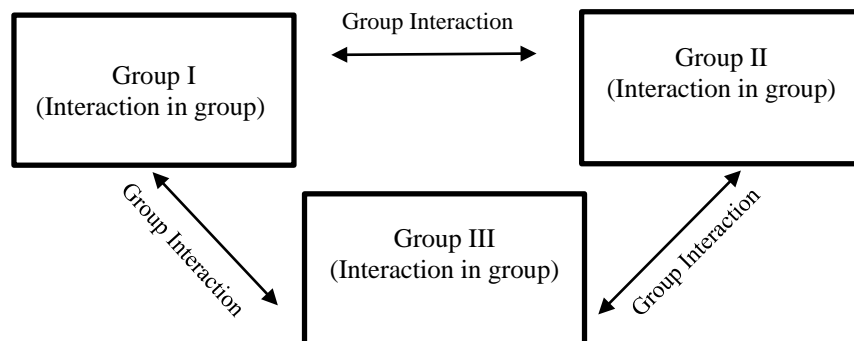 Group Interaction
Group I
(Interaction in group)
Group II
(Interaction in group)
Group Interaction
Group Interaction
Group III
(Interaction in group)